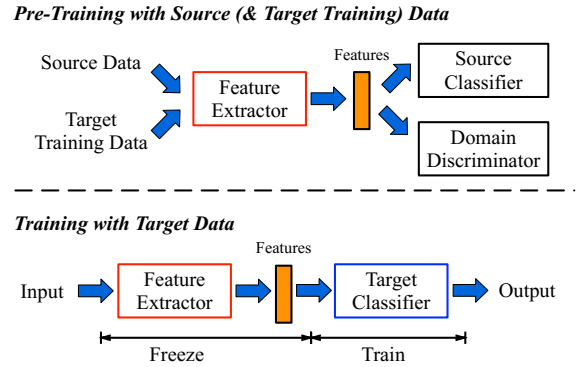 Pre-Training with Source (& Target Training) Data
Features
Source Data
Target
Training Data
Feature
Extractor
Source
Classifier
Domain
Discriminator
Training with Target Data
Features
Input
Feature
Extractor
Target
Classifier
Output
Freeze
Train